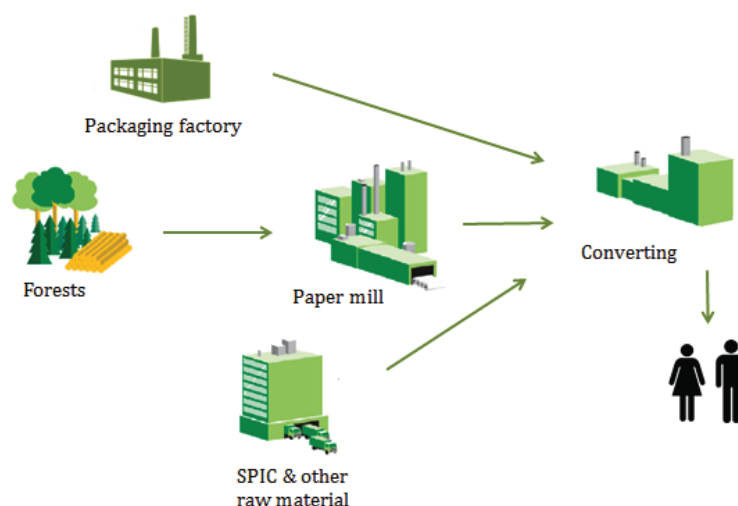 Packaging factory
Forests
Paper mill
Converting
SPIC & other
raw material